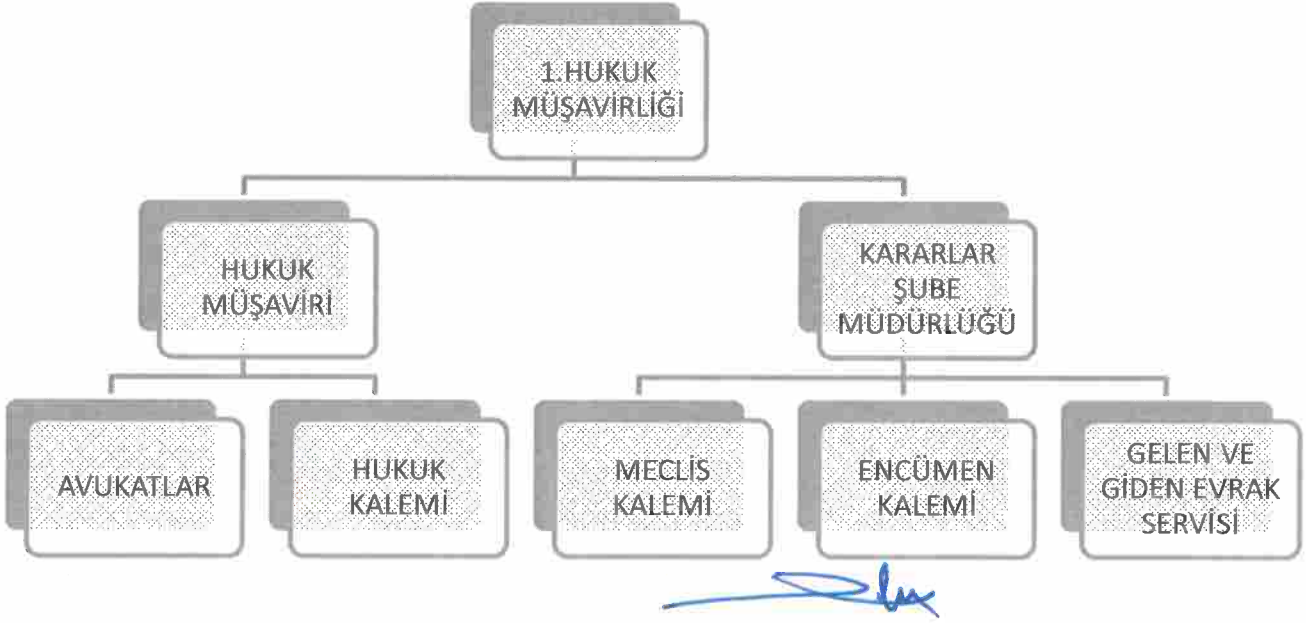 1.HUKUK
MÜŞAVİRLİĞİ
HUKUK
MÜŞAVİRİ
KARARLAR
ŞUBE
MÜDÜRLÜĞÜ
AVUKATLAR
HUKUK
KALEMİ
MECLİS
KALEMİ
ENCÜMEN
KALEMİ
GELEN VE
GİDEN EVRAK
SERVİSİ